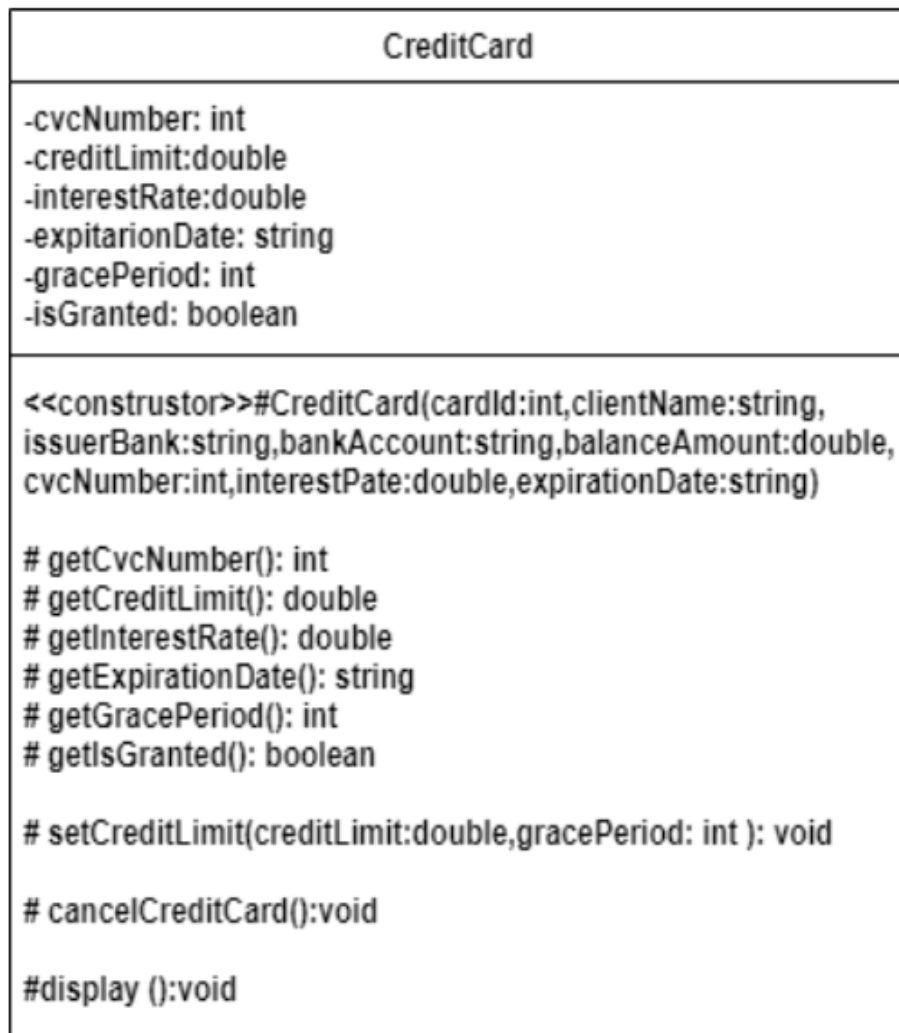 CreditCard
-cvcNumber: int
-creditLimit:double
-interestRate:double
-expitarionDate: string
-gracePeriod: int
-isGranted: boolean
<<construstor>>#CreditCard(cardId:int,clientName:string,
issuerBank:string,bankAccount:string,balanceAmount:double,
cvcNumber:int,interestPate:double,expirationDate:string)
# getCvcNumber(): int
# getCreditLimit(): double
# getInterestRate(): double
# getExpirationDate(): string
# getGracePeriod(): int
# getIsGranted(): boolean
# setCreditLimit(creditLimit:double,gracePeriod: int ): void
# cancelCreditCard():void
#display ():void